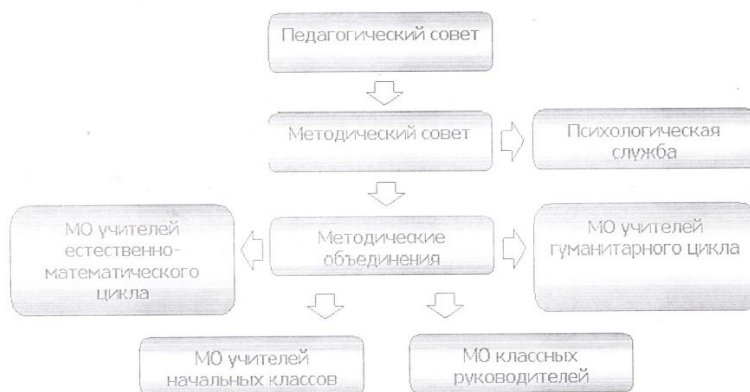 Педагогический совет
Методический совет
Психологическая
служба
МО учителей
естественно-
математического
цикла
Методические
объединения
МО учителей
гуманитарного цикла
МО учителей
начальных классов
МО классных
руководителей